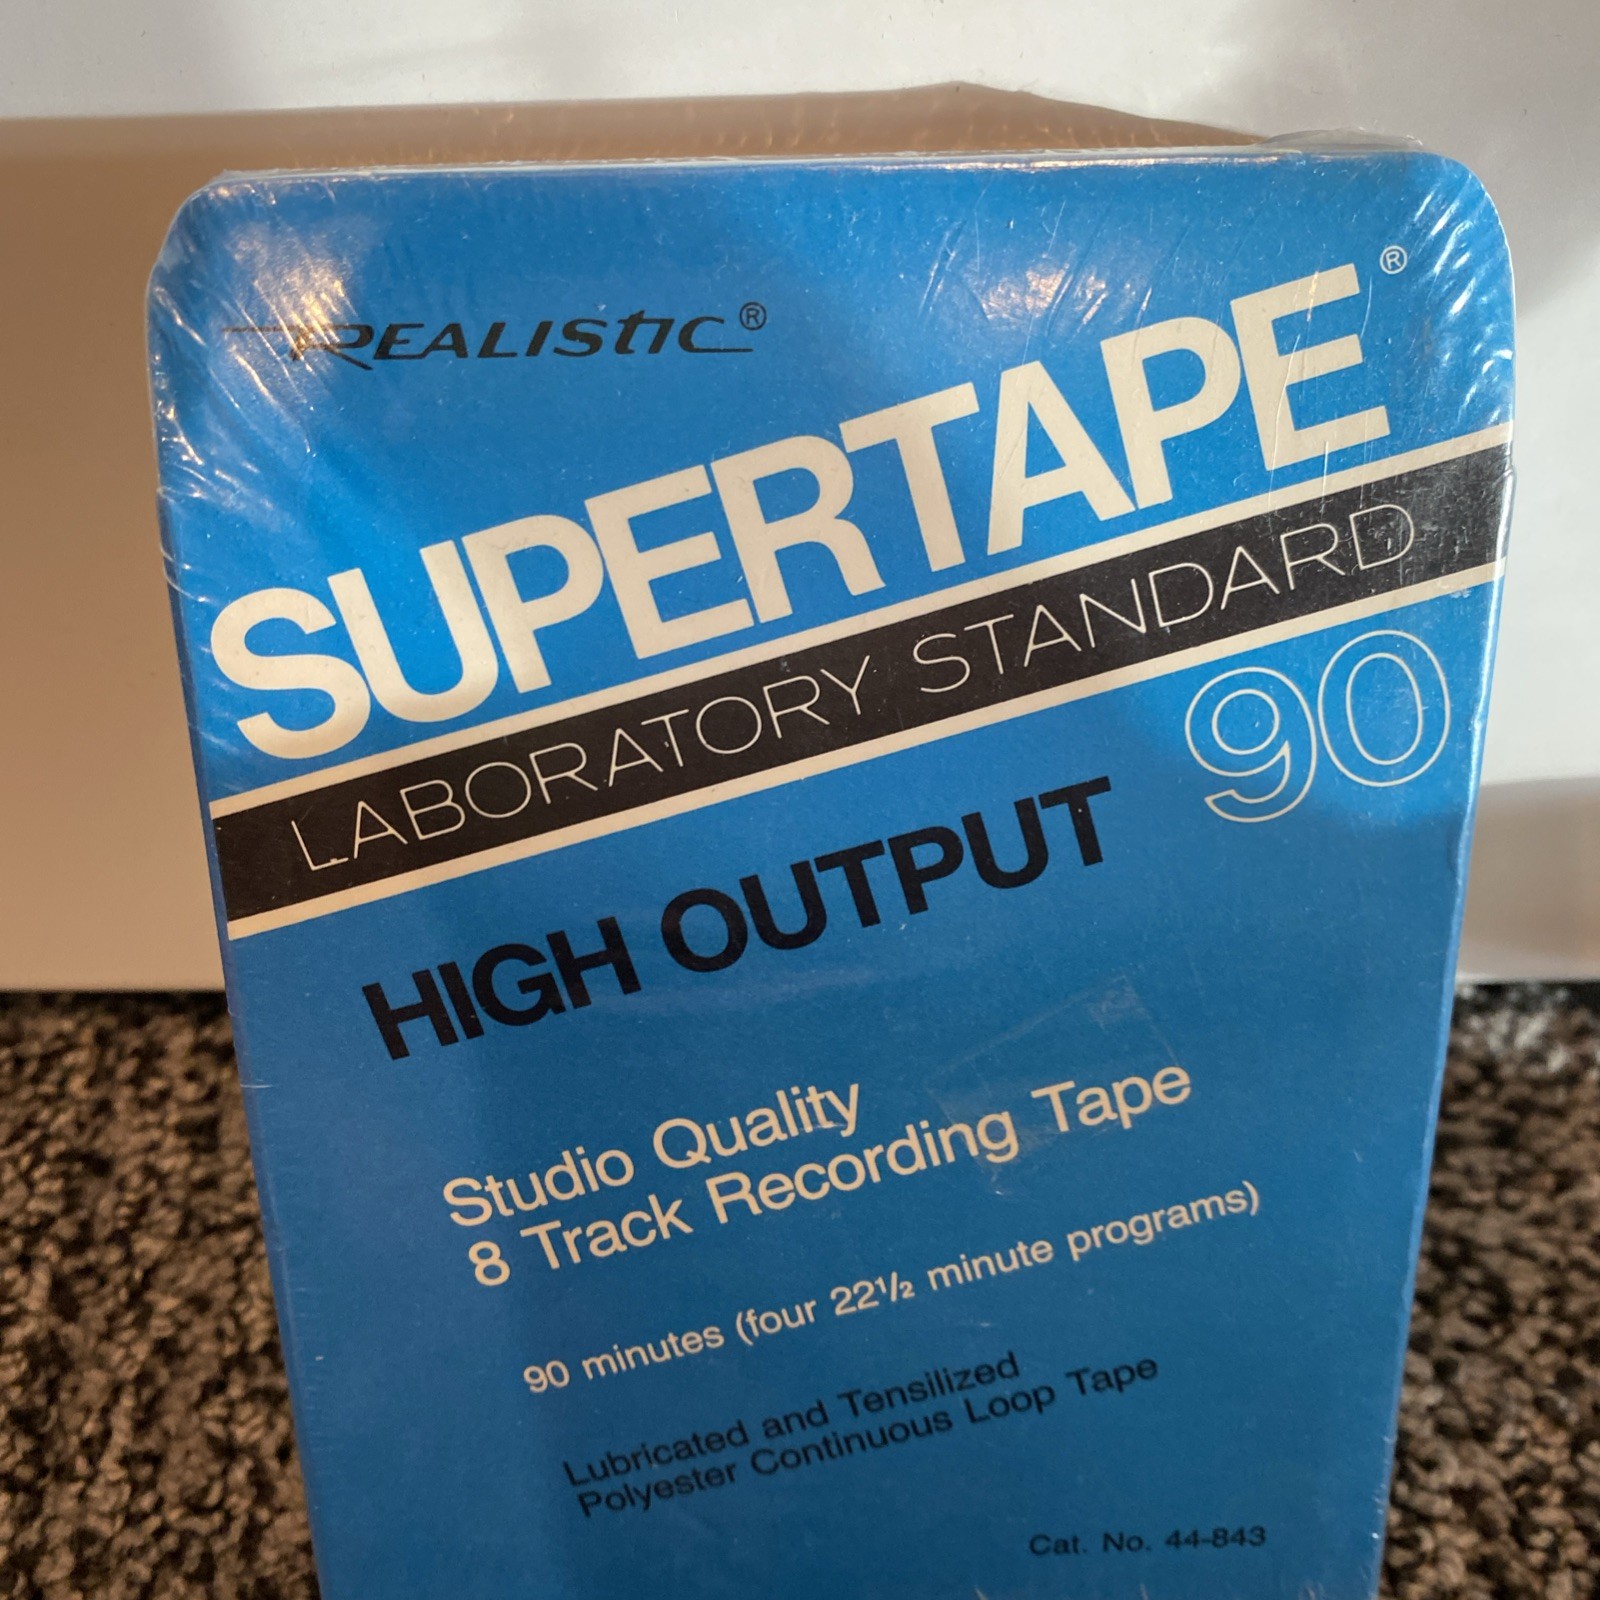 REALISTIC®
SUPERTAPE®
LABORATORY STANDARD
90
HIGH OUTPUT
Studio Quality
8 Track Recording Tape
90 minutes (four 22½ minute programs)
Lubricated and Tensilized
Polyester Continuous Loop Tape
Cat. No. 44-843